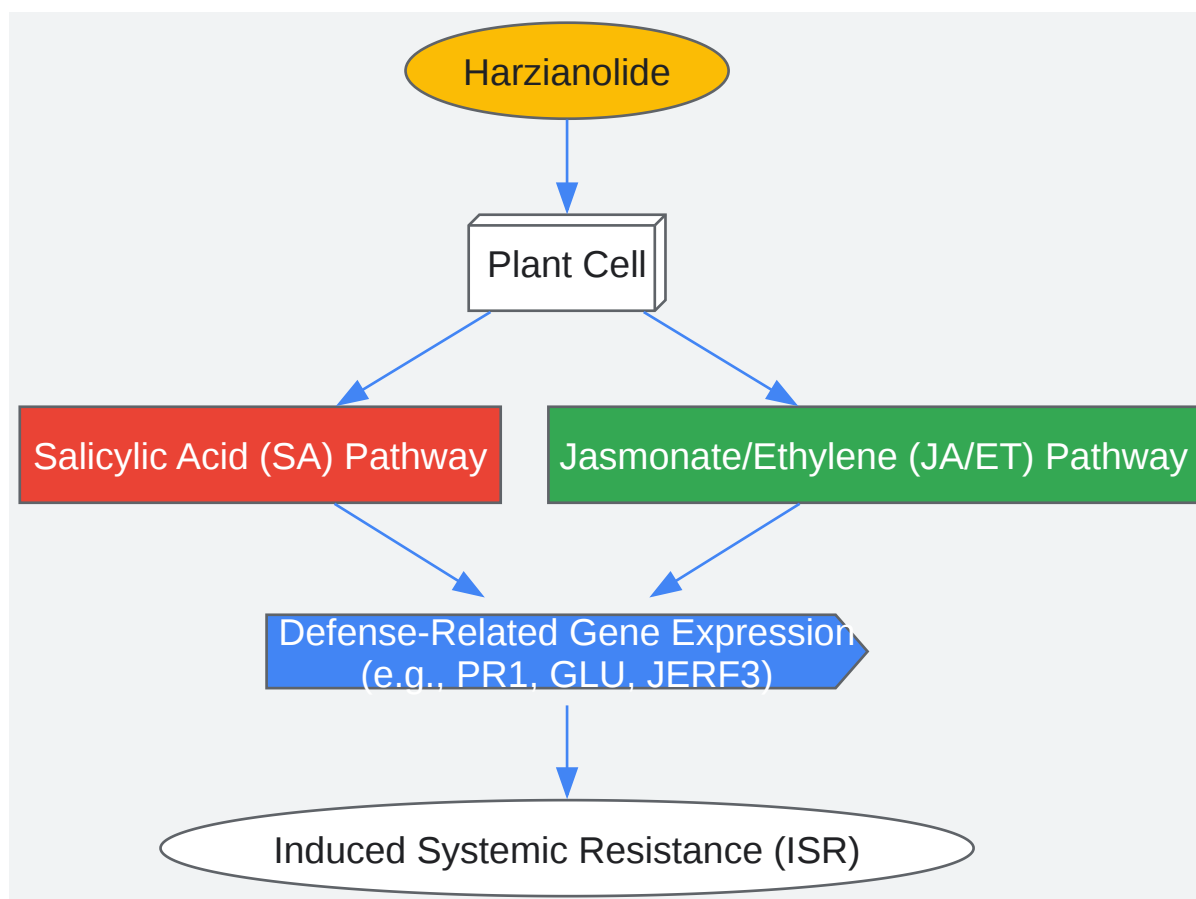 Harzianolide
Plant Cell
Salicylic Acid (SA) Pathway
Jasmonate/Ethylene (JA/ET) Pathway
Defense-Related Gene Expression
(e.g., PR1, GLU, JERF3)
Induced Systemic Resistance (ISR)